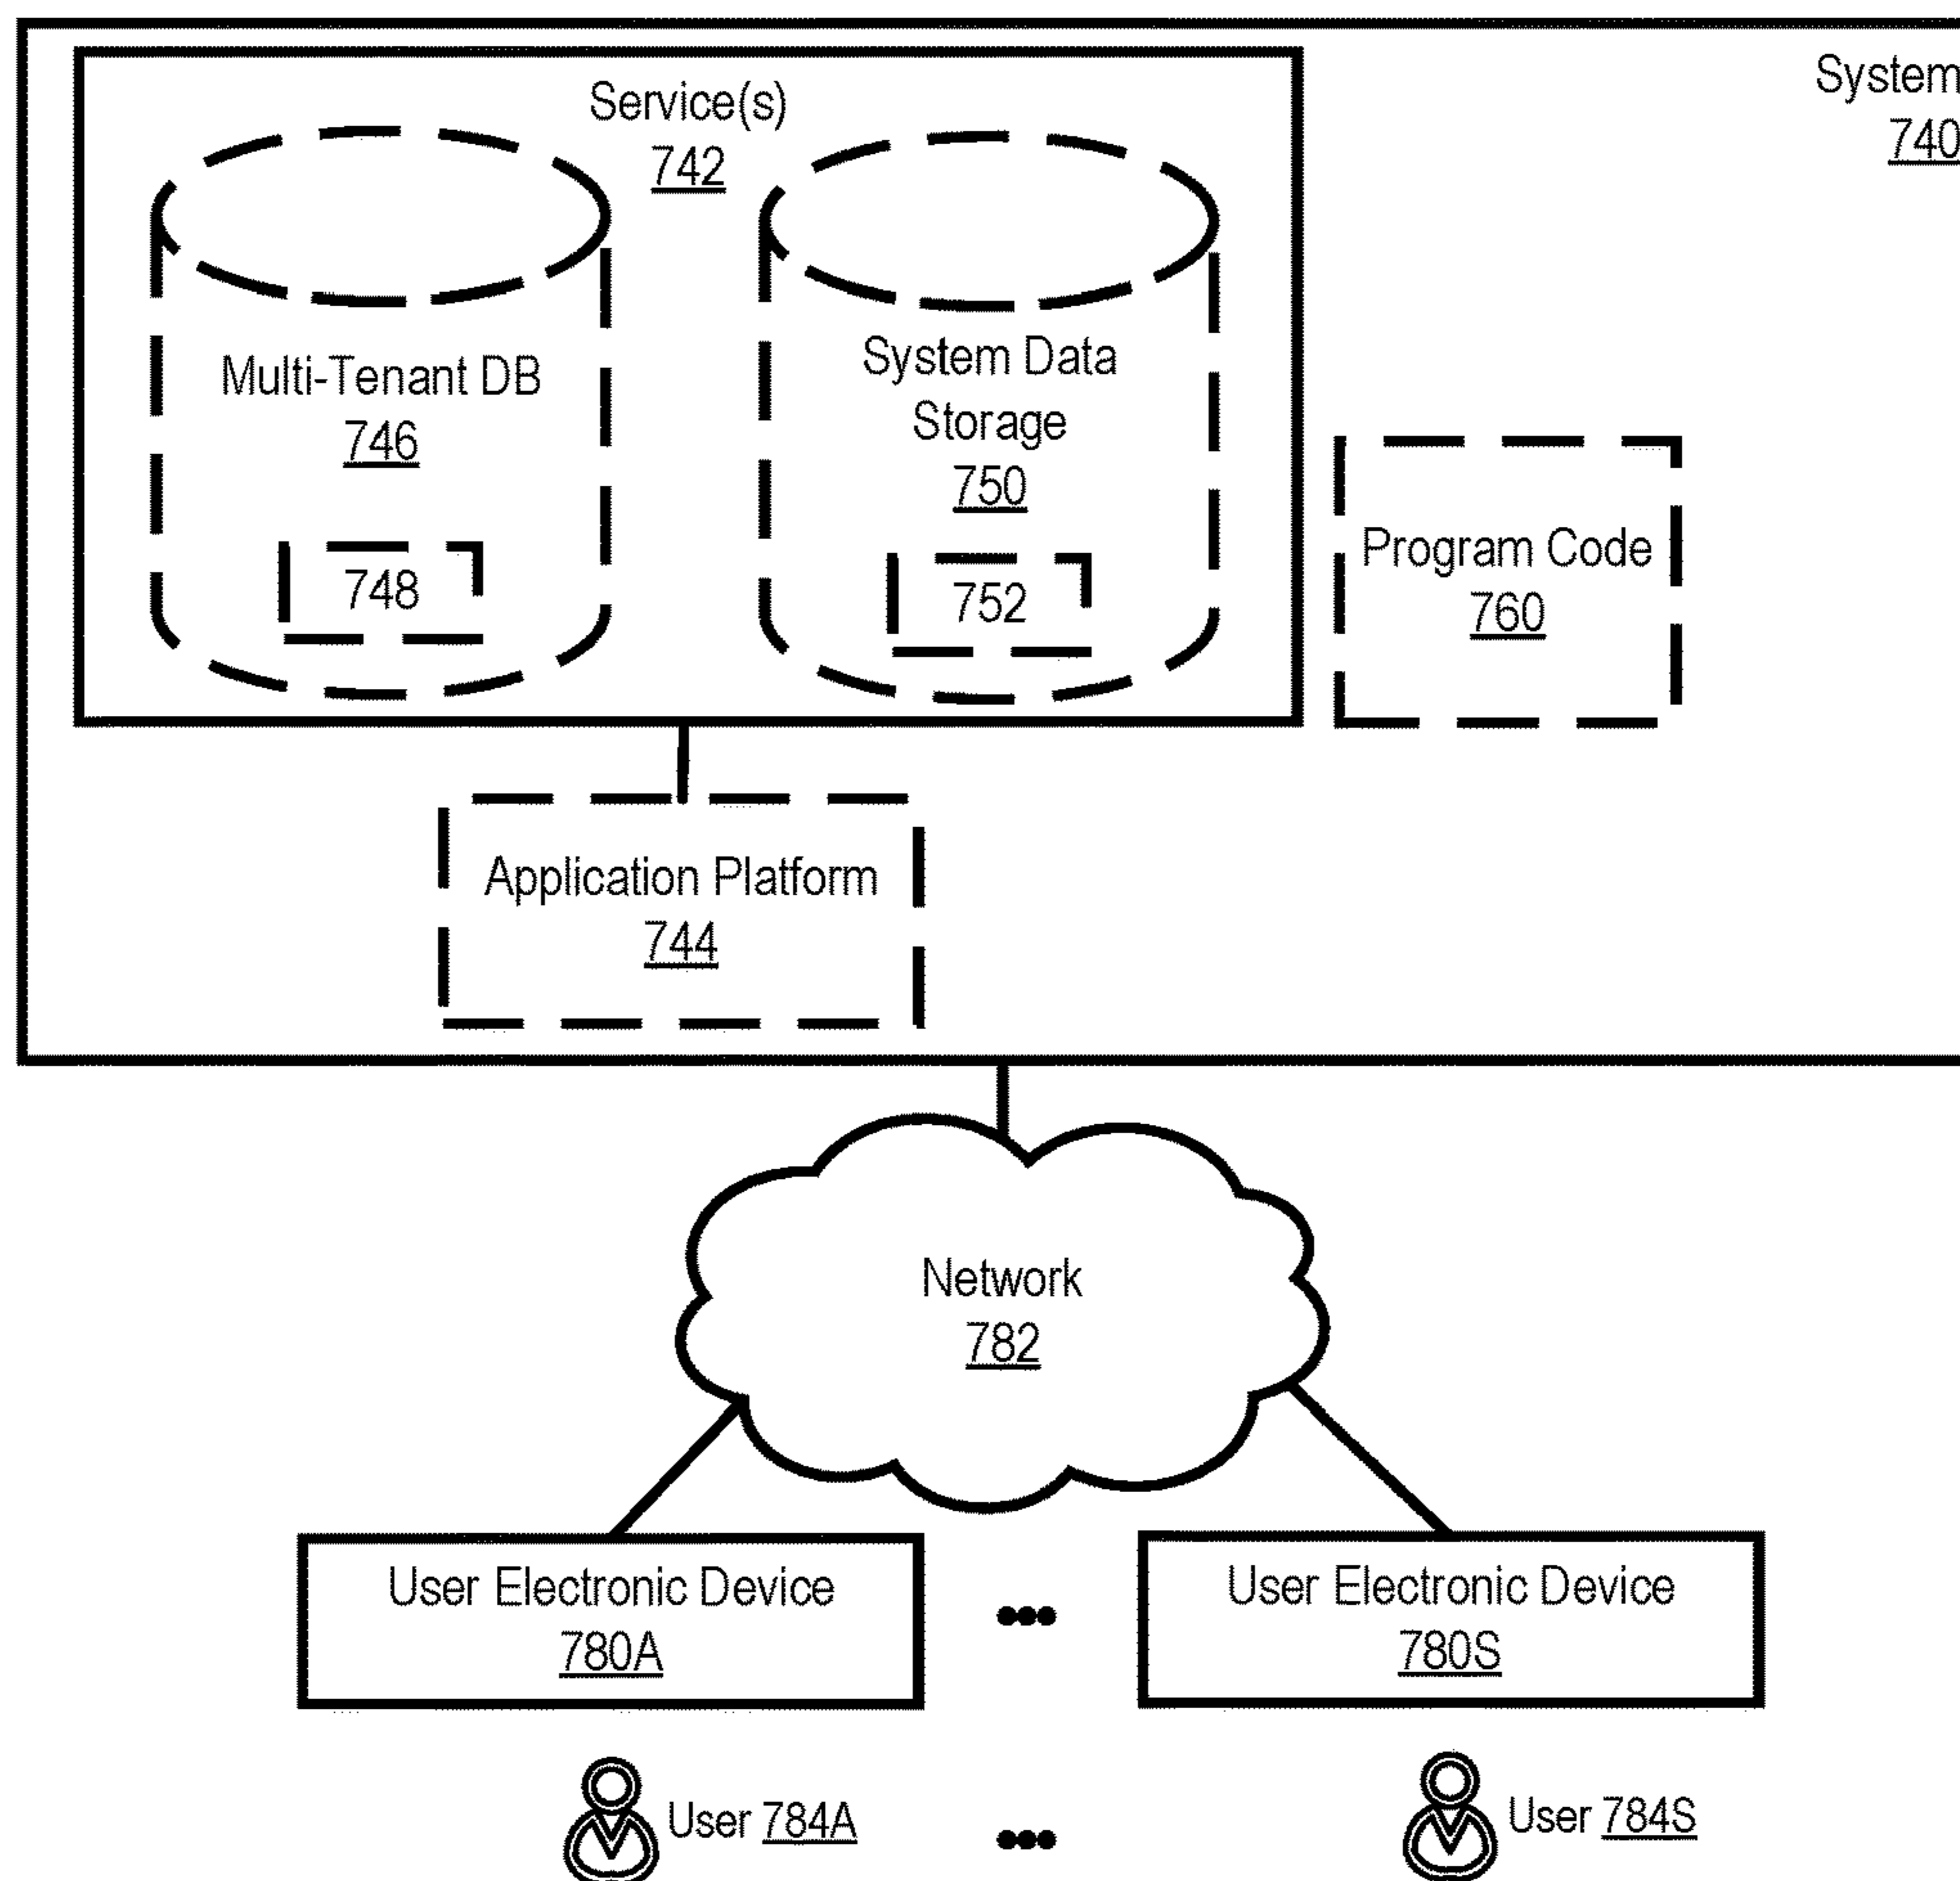 System
740
Service(s)
742
Multi-Tenant DB
746
748
System Data
Storage
750
752
Program Code
760
Application Platform
744
Network
782
User Electronic Device
780A
User Electronic Device
780S
User 784A
User 784S